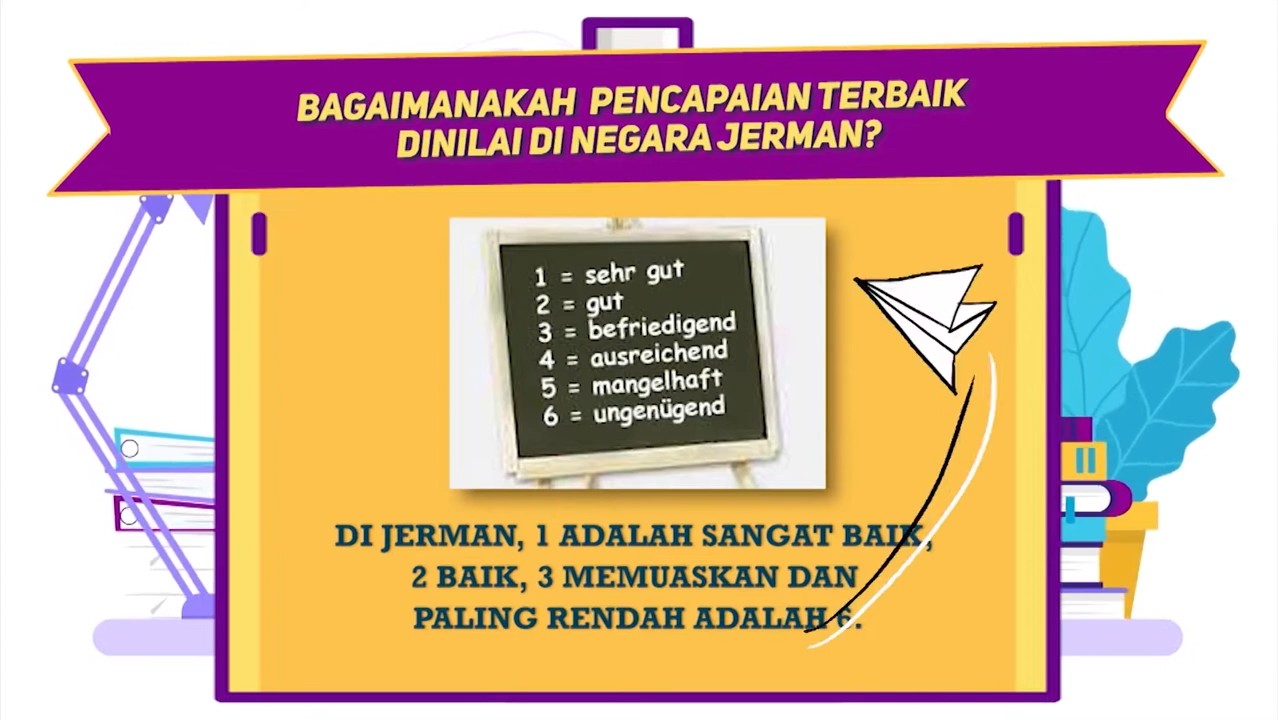 BAGAIMANAKAH PENCAPAIAN TERBAIK
DINILAI DI NEGARA JERMAN?
1 = sehr gut
2 = gut
3 = befriedigend
4 = ausreichend
5 = mangelhaft
6 = ungenügend
DI JERMAN, 1 ADALAH SANGAT BAIK,
2 BAIK, 3 MEMUASKAN DAN
PALING RENDAH ADALAH 6.